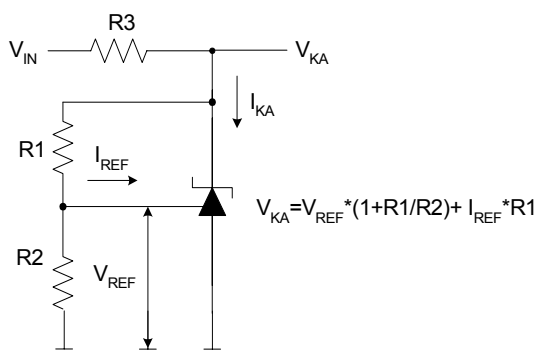 R3
V_IN
V_KA
I_KA
R1
I_REF
V_KA=V_REF*(1+R1/R2)+ I_REF*R1
R2
V_REF